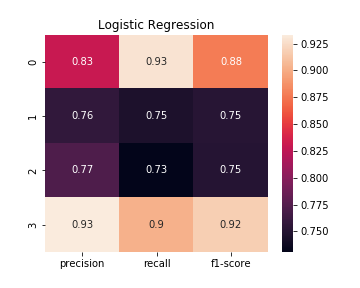 Logistic Regression
0 0.83 0.93 0.88 0.925
0.900
1 0.76 0.75 0.75 0.875
0.850
0.825
2 0.77 0.73 0.75 0.800
0.775
3 0.93 0.9 0.92 0.750
precision recall f1-score